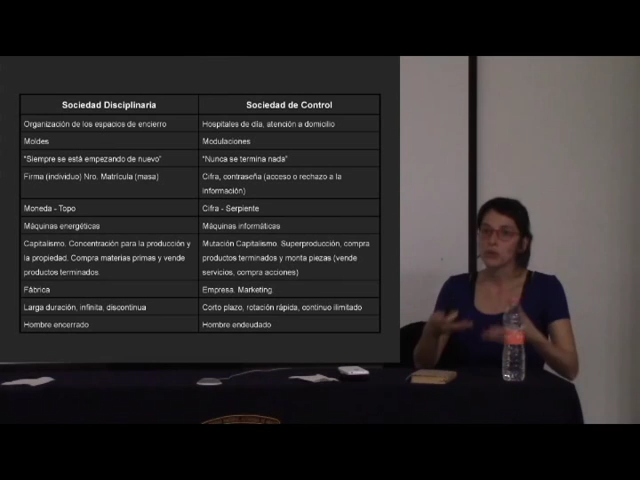 Sociedad Disciplinaria
Sociedad de Control
Organización de los espacios de encierro
Hospitales de día, atención a domicilio
Moldes
Modulaciones
"Siempre se está empezando de nuevo"
"Nunca se termina nada"
Firma (individuo) Nro. Matrícula (masa)
Cifra, contraseña (acceso o rechazo a la
información)
Moneda - Topo
Cifra - Serpiente
Máquinas energéticas
Máquinas informáticas
Capitalismo. Concentración para la producción y
la propiedad. Compra materias primas y vende
productos terminados
Mutación Capitalismo. Superproducción, compra
productos terminados y monta piezas (vende
servicios, compra acciones)
Fábrica
Empresa, Marketing.
Larga duración, infinita, discontinua
Corto plazo, rotación rápida, continuo ilimitado
Hombre encerrado
Hombre endeudado